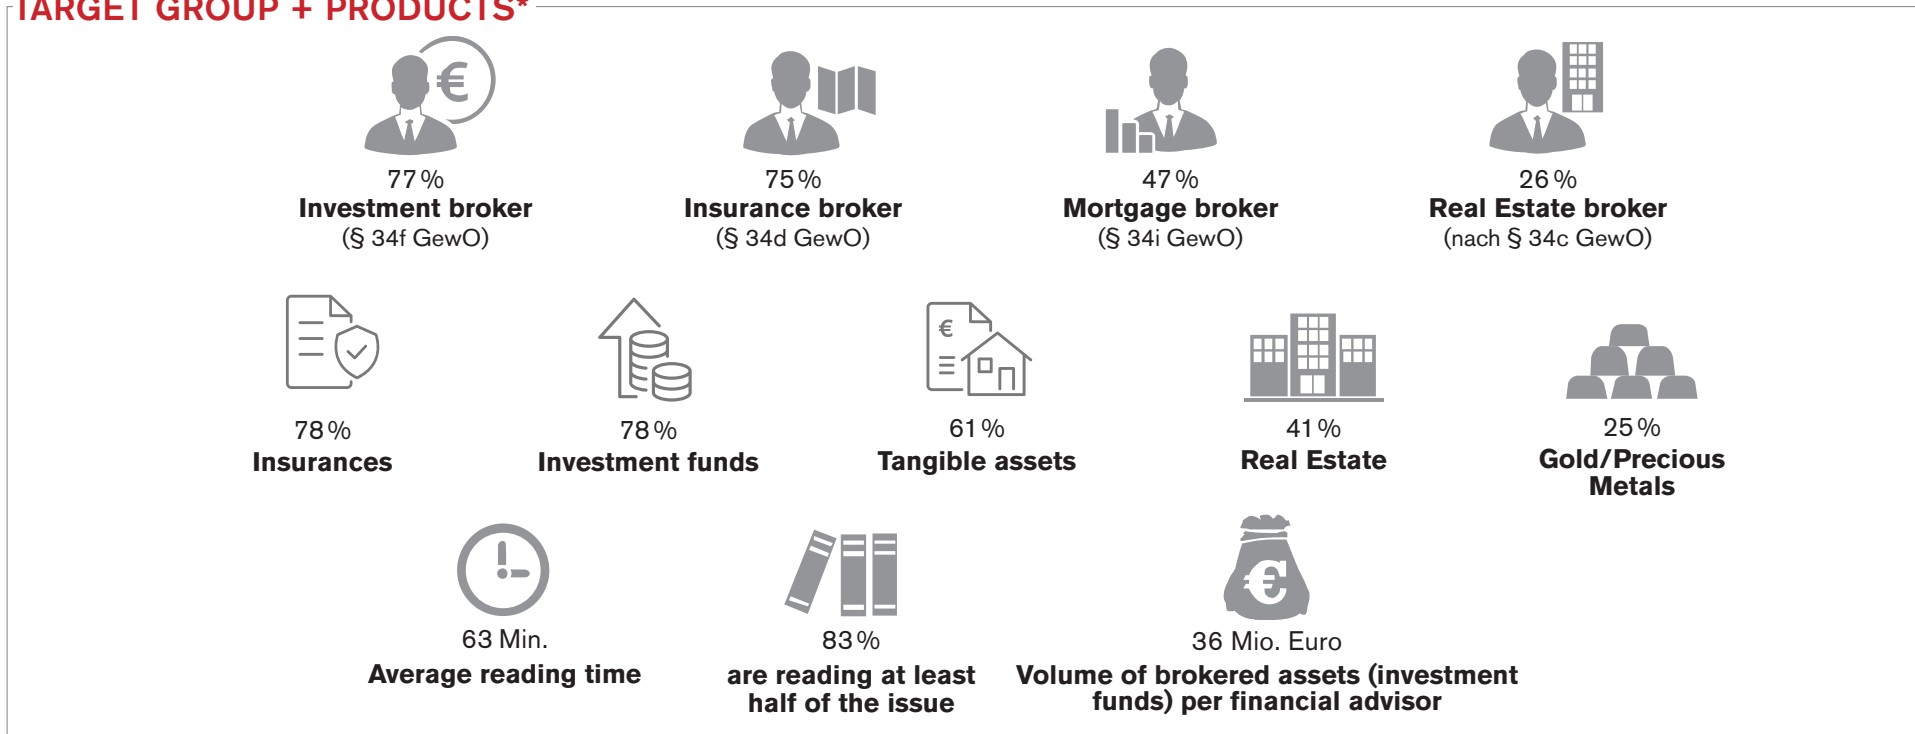 TARGET GROUP + PRODUCTS*
€
77 %
Investment broker
(§ 34f GewO)
75 %
Insurance broker
(§ 34d GewO)
47 %
Mortgage broker
(§ 34i GewO)
26 %
Real Estate broker
(nach § 34c GewO)
78 %
Insurances
78 %
Investment funds
€
61 %
Tangible assets
41 %
Real Estate
25 %
Gold/Precious
Metals
63 Min.
Average reading time
83 %
are reading at least
half of the issue
€
36 Mio. Euro
Volume of brokered assets (investment
funds) per financial advisor